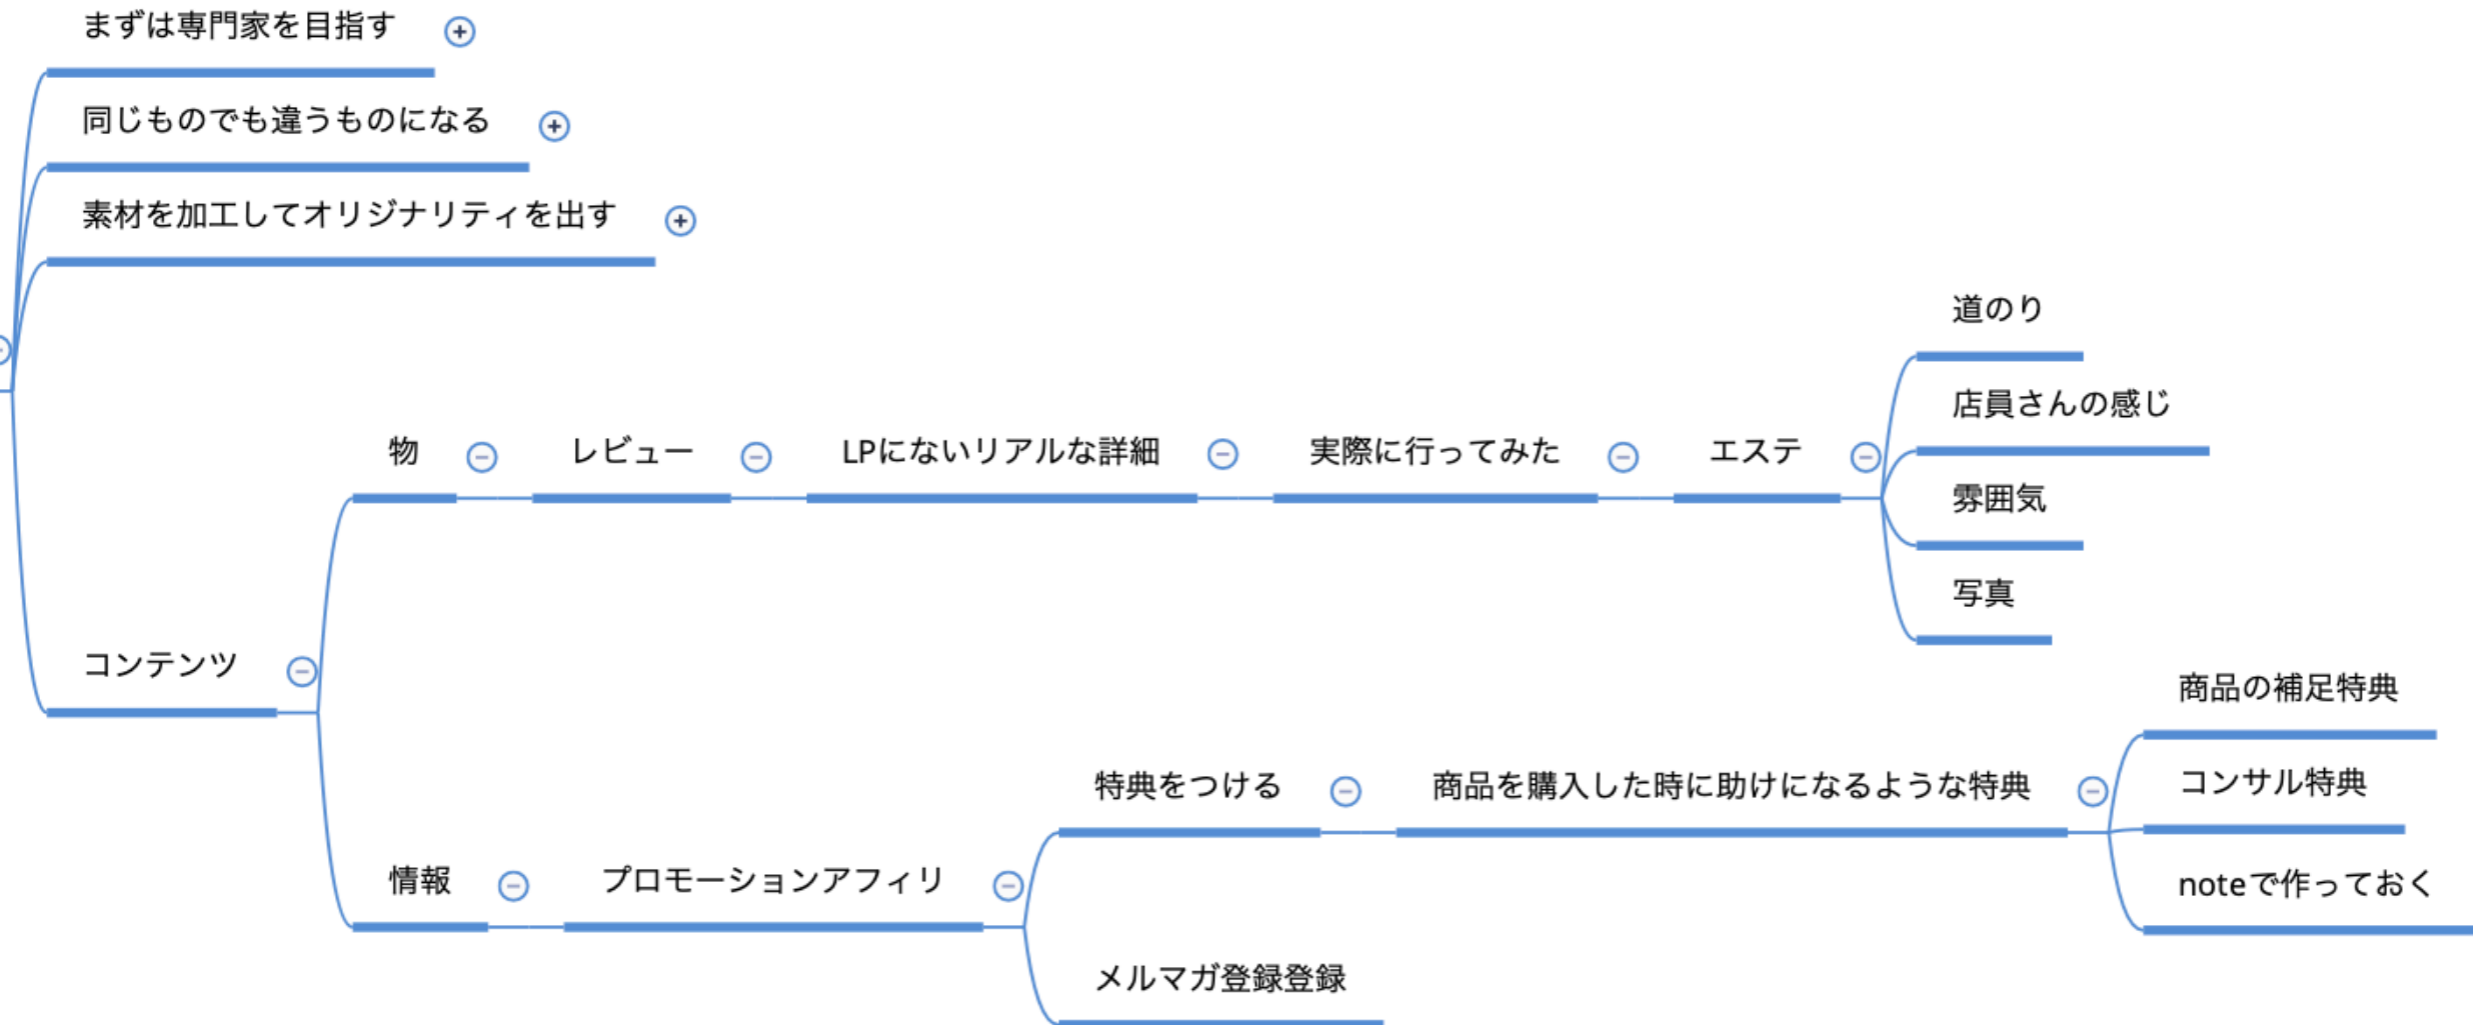 まずは専門家を目指す
同じものでも違うものになる
素材を加工してオリジナリティを出す
コンテンツ
物
レビュー
LPにないリアルな詳細
実際に行ってみた
エステ
道のり
店員さんの感じ
雰囲気
写真
情報
プロモーションアフィリ
特典をつける
商品を購入した時に助けになるような特典
商品の補足特典
コンサル特典
noteで作っておく
メルマガ登録登録